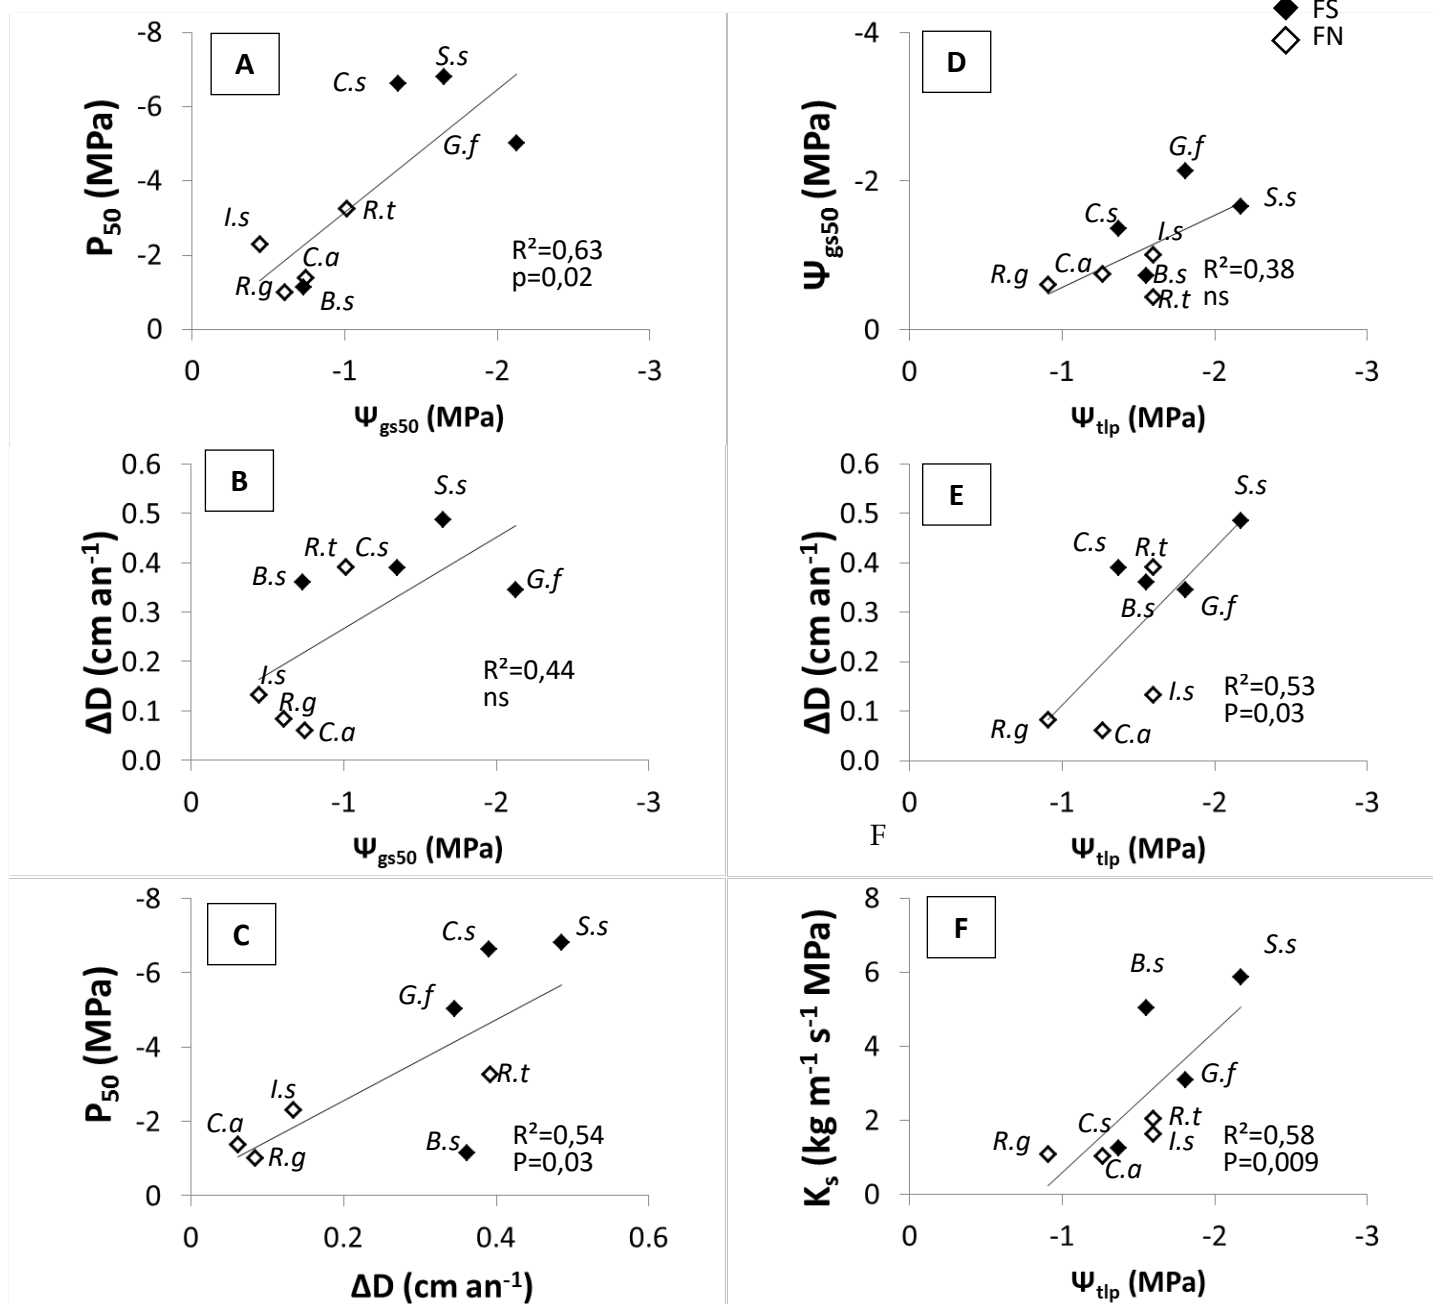 FS
FN
A
P50 (MPa)
-8
-6
-4
-2
0
S.s
C.s
G.f
R.t
I.s
C.a
R.g
B.s
R²=0,63
p=0,02
0 -1 -2 -3
Ψgs50 (MPa)
D
Ψgs50 (MPa)
-4
-2
0
G.f
S.s
C.s
I.s
C.a
R.g
B.s
R.t
R²=0,38
ns
0 -1 -2 -3
Ψtlp (MPa)
B
ΔD (cm an-1)
0.6
0.5
0.4
0.3
0.2
0.1
0.0
S.s
R.t C.s
B.s
G.f
I.s
R.g
C.a
R²=0,44
ns
0 -1 -2 -3
Ψgs50 (MPa)
E
ΔD (cm an-1)
0.6
0.5
0.4
0.3
0.2
0.1
0.0
S.s
C.s R.t
B.s
G.f
I.s
R.g
C.a
R²=0,53
P=0,03
0 -1 -2 -3
F
Ψtlp (MPa)
C
P50 (MPa)
-8
-6
-4
-2
0
S.s
C.s
G.f
R.t
I.s
C.a
R.g
B.s
R²=0,54
P=0,03
0 0.2 0.4 0.6
ΔD (cm an-1)
F
Ks (kg m-1 s-1 MPa)
8
6
4
2
0
S.s
B.s
G.f
R.t
C.s
I.s
R.g
C.a
R²=0,58
P=0,009
0 -1 -2 -3
Ψtlp (MPa)